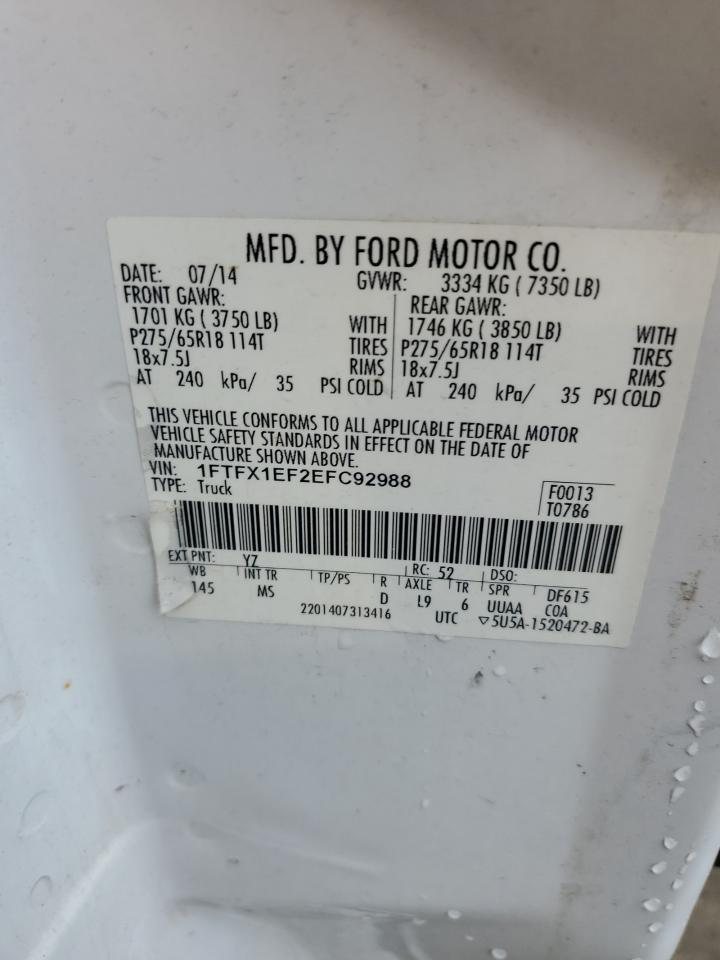 MFD. BY FORD MOTOR CO.
DATE: 07/14 GVWR: 3334 KG ( 7350 LB)
FRONT GAWR: REAR GAWR:
1701 KG ( 3750 LB) WITH 1746 KG ( 3850 LB) WITH
P275/65R18 114T TIRES P275/65R18 114T TIRES
18x7.5J RIMS 18x7.5J RIMS
AT 240 kPa/ 35 PSI COLD AT 240 kPa/ 35 PSI COLD
THIS VEHICLE CONFORMS TO ALL APPLICABLE FEDERAL MOTOR
VEHICLE SAFETY STANDARDS IN EFFECT ON THE DATE OF
MANUFACTURE SHOWN ABOVE.
VIN: 1FTFX1EF2EFC92988 F0013
TYPE: Truck T0786
EXT PNT: YZ RC: 52 DSO:
WB INT TR TP/PS R AXLE TR SPR DF615
145 MS D L9 6 UUAA COA
2201407313416 UTC ▽5U5A-1520472-BA